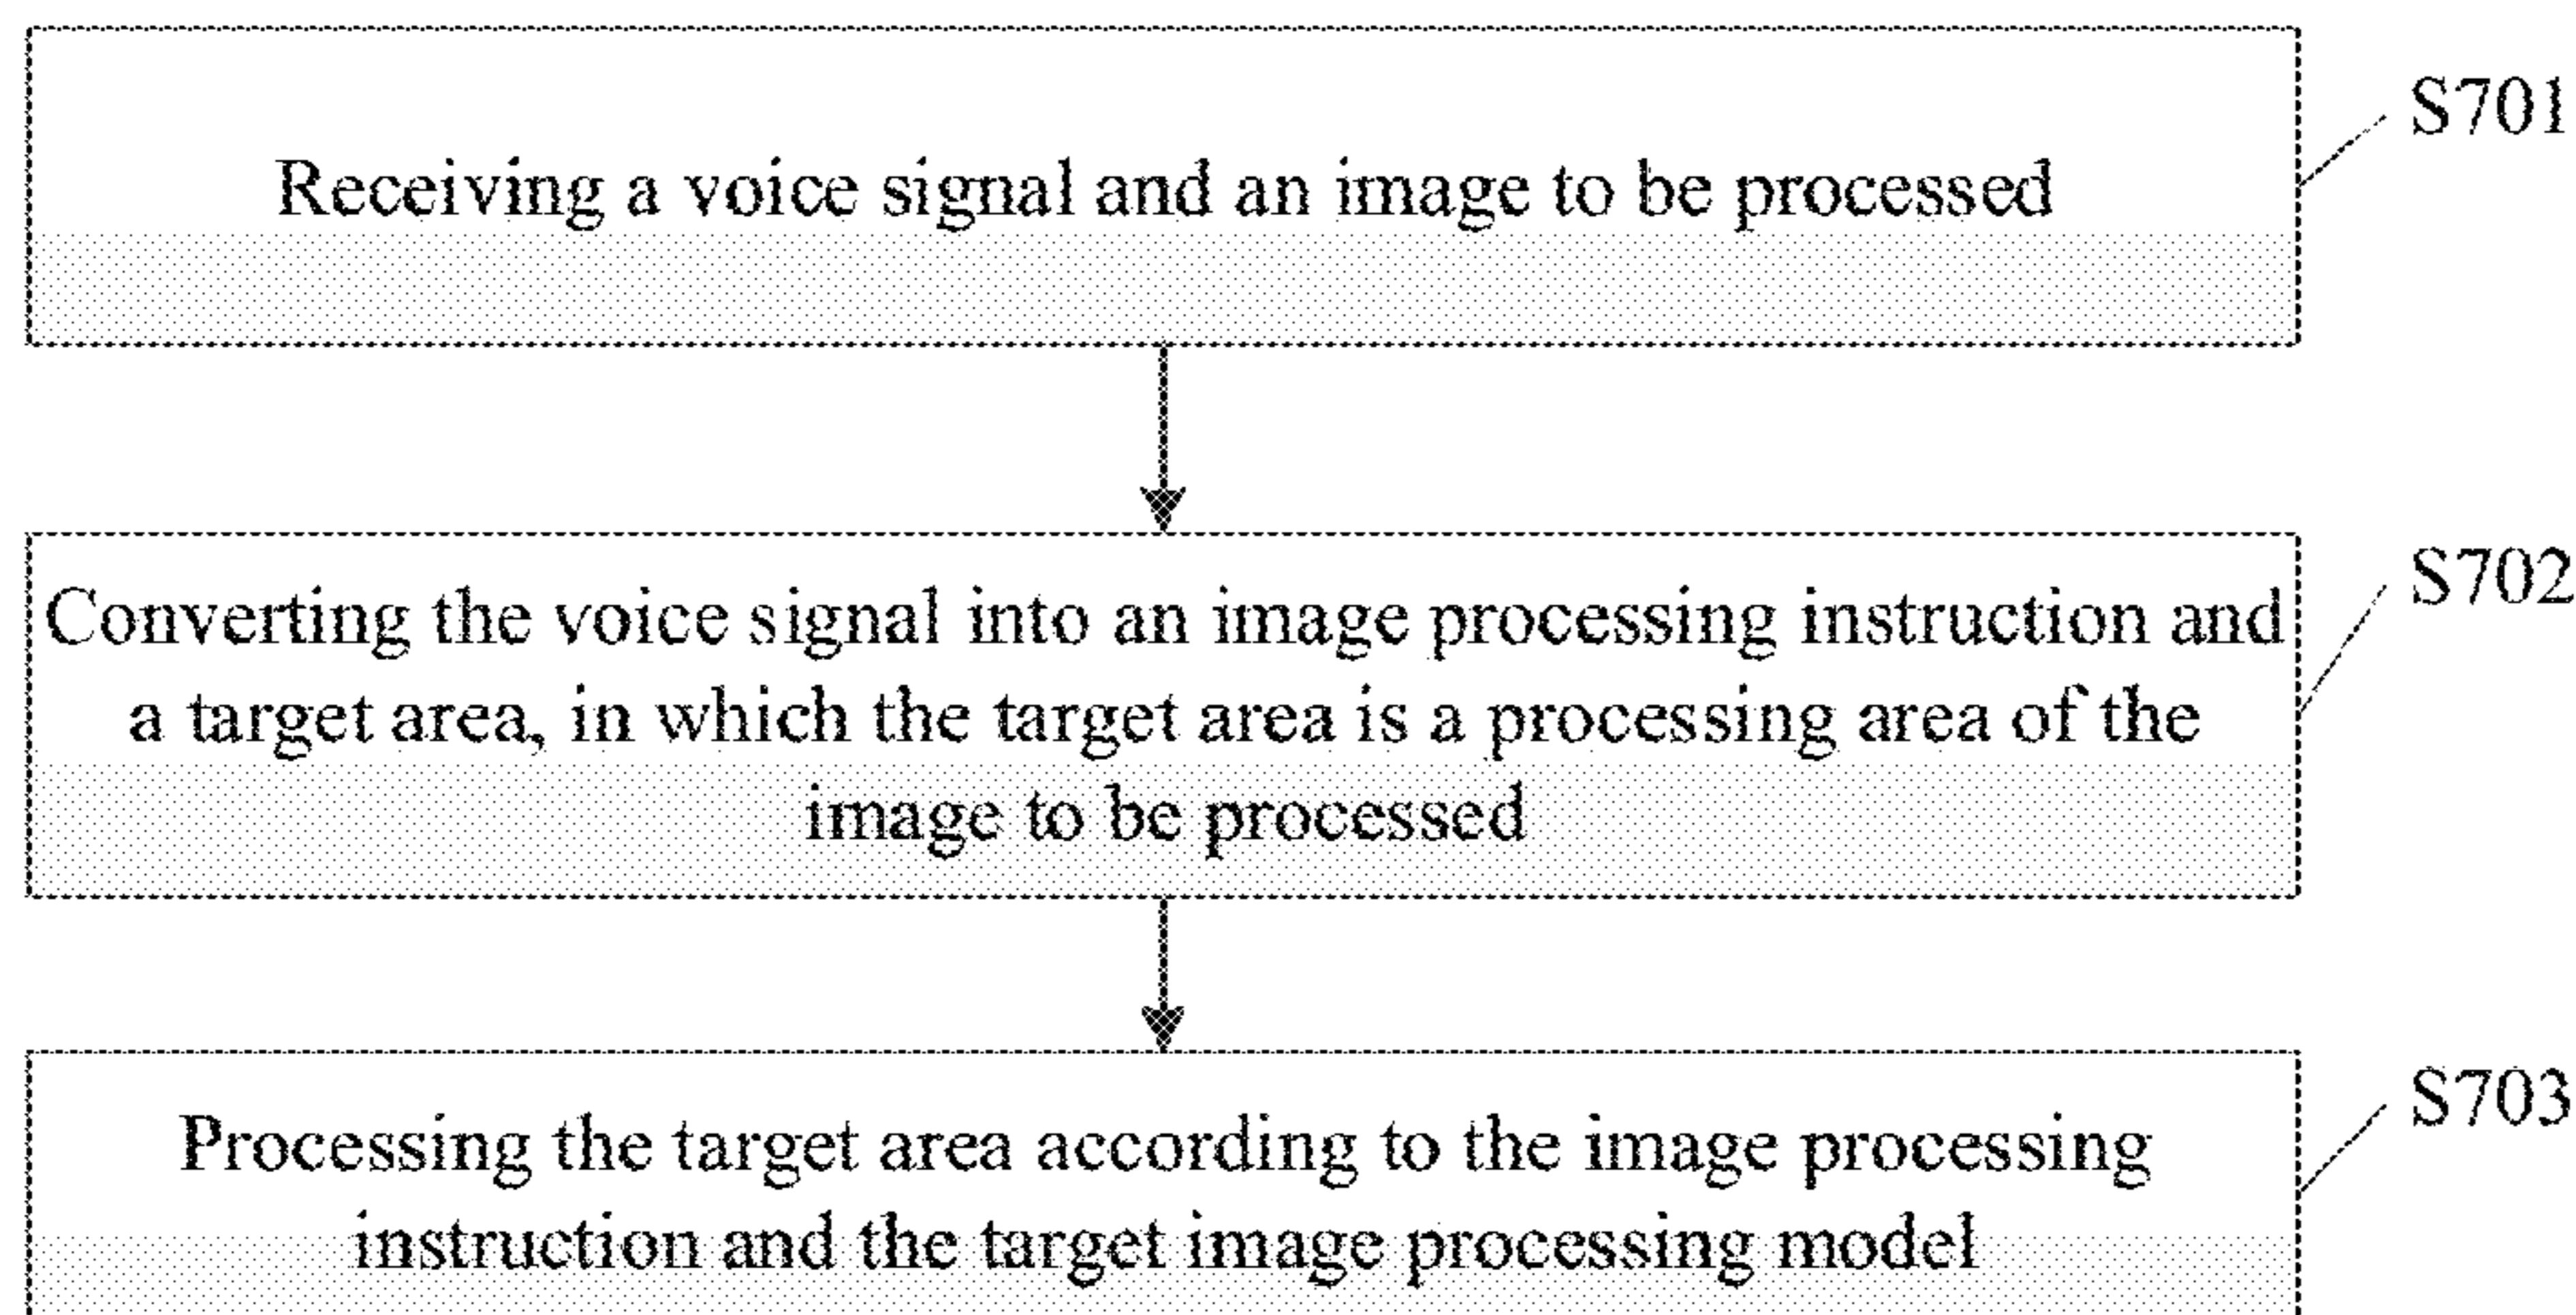 S701
Receiving a voice signal and an image to be processed
S702
Converting the voice signal into an image processing instruction and
a target area, in which the target area is a processing area of the
image to be processed
S703
Processing the target area according to the image processing
instruction and the target image processing model